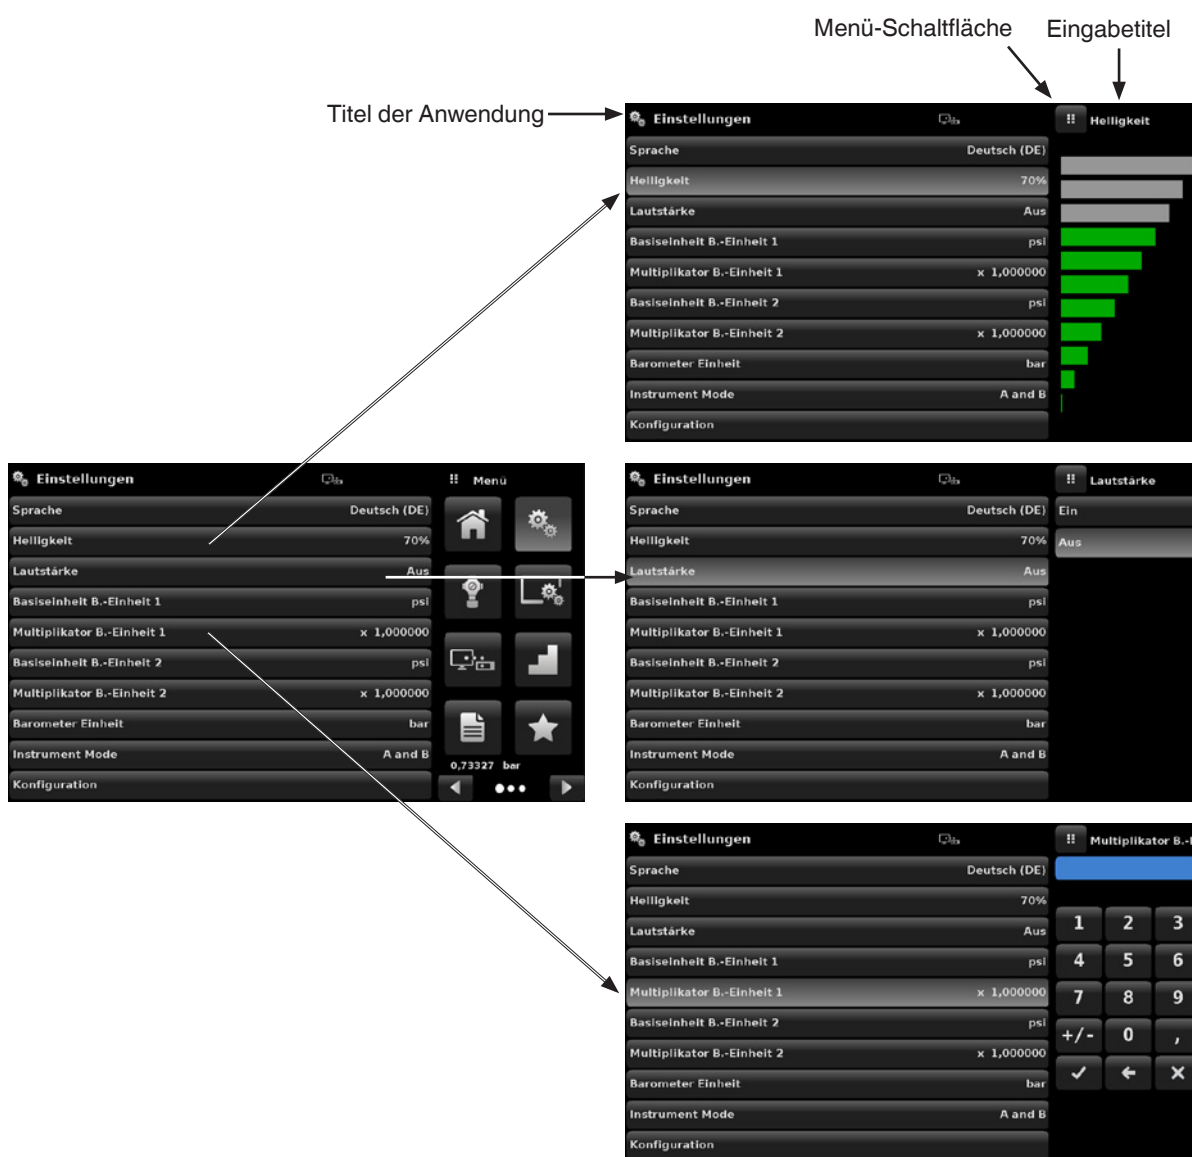 Menü-Schaltfläche Eingabetitel
Titel der Anwendung
Einstellungen
Helligkeit
Sprache Deutsch (DE)
Helligkeit 70%
Lautstärke Aus
Basiseinheit B.-Einheit 1 psi
Multiplikator B.-Einheit 1 x 1,000000
Basiseinheit B.-Einheit 2 psi
Multiplikator B.-Einheit 2 x 1,000000
Barometer Einheit bar
Instrument Mode A and B
Konfiguration
Einstellungen
Menü
Sprache Deutsch (DE)
Helligkeit 70%
Lautstärke Aus
Basiseinheit B.-Einheit 1 psi
Multiplikator B.-Einheit 1 x 1,000000
Basiseinheit B.-Einheit 2 psi
Multiplikator B.-Einheit 2 x 1,000000
Barometer Einheit bar
Instrument Mode A and B
Konfiguration
0,73327 bar
Einstellungen
Lautstärke
Sprache Deutsch (DE)
Helligkeit 70%
Lautstärke Aus
Basiseinheit B.-Einheit 1 psi
Multiplikator B.-Einheit 1 x 1,000000
Basiseinheit B.-Einheit 2 psi
Multiplikator B.-Einheit 2 x 1,000000
Barometer Einheit bar
Instrument Mode A and B
Konfiguration
Ein
Aus
Einstellungen
Multiplikator B.-
Sprache Deutsch (DE)
Helligkeit 70%
Lautstärke Aus
Basiseinheit B.-Einheit 1 psi
Multiplikator B.-Einheit 1 x 1,000000
Basiseinheit B.-Einheit 2 psi
Multiplikator B.-Einheit 2 x 1,000000
Barometer Einheit bar
Instrument Mode A and B
Konfiguration
1 2 3
4 5 6
7 8 9
+/- 0 ,